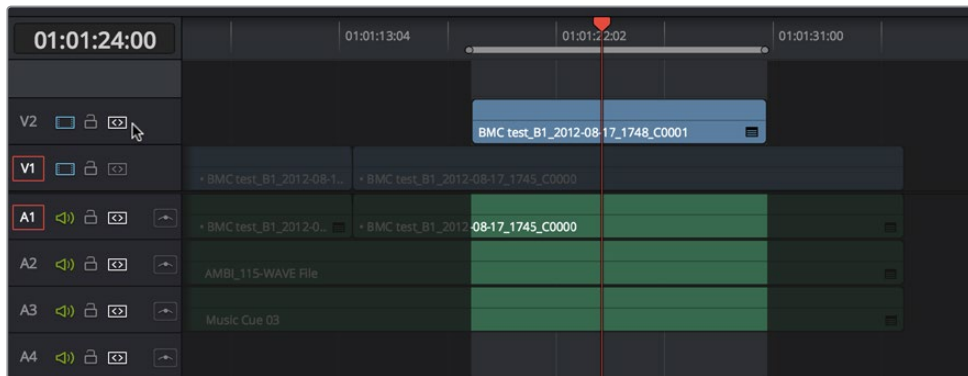 01:01:24:00
01:01:13:04
01:01:22:02
01:01:31:00
V2
BMC test_B1_2012-08-17_1748_C0001
V1
• BMC test_B1_2012-08-1..
• BMC test_B1_2012-08-17_1745_C0000
A1
• BMC test_B1_2012-0...
• BMC test_B1_2012-08-17_1745_C0000
A2
AMBI_115-WAVE File
A3
Music Cue 03
A4